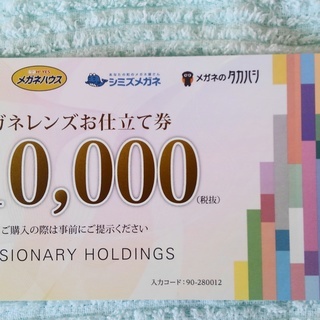 メガネハウス
シミズメガネ
メガネのタカハシ
ガネレンズお仕立て券
10,000
(税抜)
ご購入の際は事前にご提示ください
SIONARY HOLDINGS
入力コード:90-280012